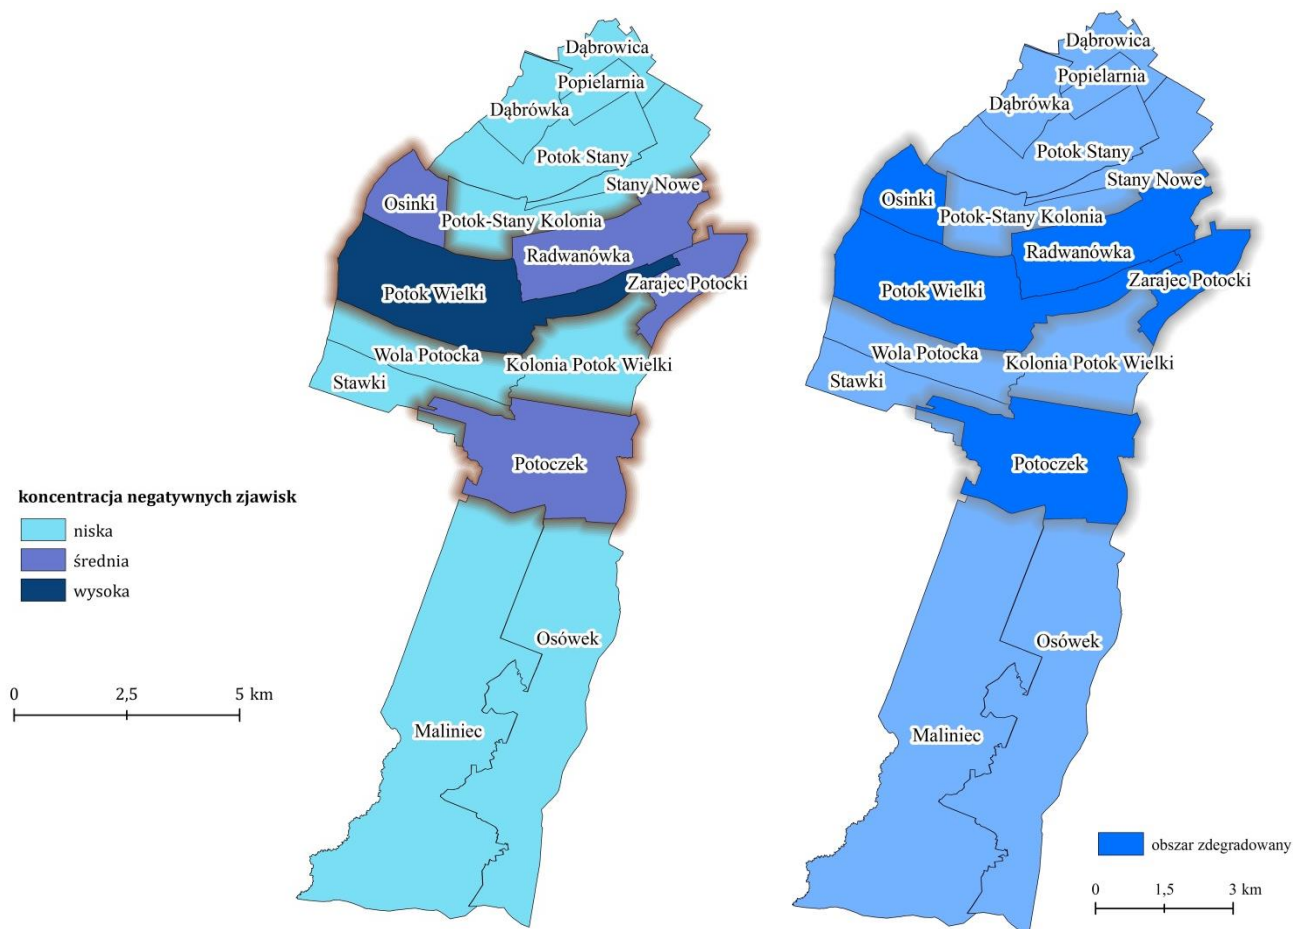 Dąbrowica
Popielarnia
Dąbrówka
Potok Stany
Stany Nowe
Osinki
Potok-Stany Kolonia
Radwanówka
Zarajec Potocki
Potok Wielki
Wola Potocka
Kolonia Potok Wielki
Stawki
Potoczek
koncentracja negatywnych zjawisk
niska
średnia
wysoka
0 2,5 5 km
Osówek
Maliniec
Dąbrowica
Popielarnia
Dąbrówka
Potok Stany
Stany Nowe
Osinki
Potok-Stany Kolonia
Radwanówka
Zarajec Potocki
Potok Wielki
Wola Potocka
Kolonia Potok Wielki
Stawki
Potoczek
Osówek
Maliniec
obszar zdegradowany
0 1,5 3 km